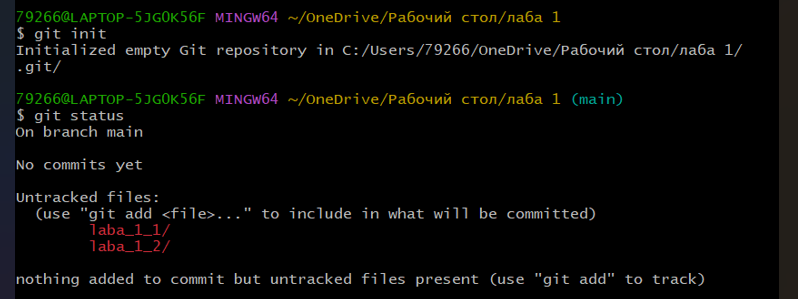 79266@LAPTOP-5JGOK56F MINGW64 ~/OneDrive/Рабочий стол/лаба 1
$ git init
Initialized empty Git repository in C:/Users/79266/OneDrive/Рабочий стол/лаба 1/
.git/
79266@LAPTOP-5JGOK56F MINGW64 ~/OneDrive/Рабочий стол/лаба 1 (main)
$ git status
On branch main
No commits yet
Untracked files:
  (use "git add <file>..." to include in what will be committed)
        laba_1_1/
        laba_1_2/
nothing added to commit but untracked files present (use "git add" to track)